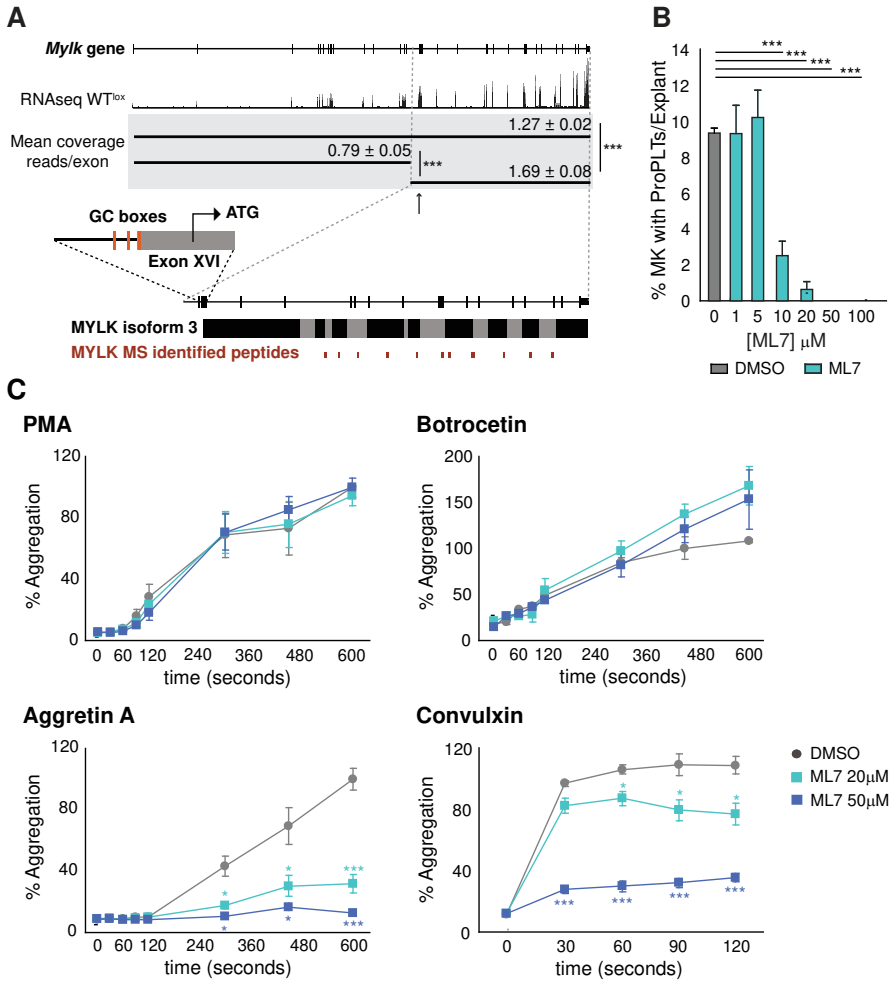 A
Mylk gene
RNAseq WTlox
Mean coverage
reads/exon
1.27 ± 0.02
0.79 ± 0.05
***
***
1.69 ± 0.08
GC boxes
ATG
Exon XVI
MYLK isoform 3
MYLK MS identified peptides
B
% MK with ProPLTs/Explant
14
12
10
8
6
4
2
0
***
***
***
***
0 1 5 10 20 50 100
[ML7] μM
DMSO ML7
C
PMA
% Aggregation
120
80
40
0
0 60 120 240 360 480 600
time (seconds)
Botrocetin
% Aggregation
200
150
100
50
0
0 60 120 240 360 480 600
time (seconds)
Aggretin A
% Aggregation
120
80
40
0
* * ***
* * ***
0 60 120 240 360 480 600
time (seconds)
Convulxin
% Aggregation
120
80
40
0
* * *
*** *** *** ***
0 30 60 90 120
time (seconds)
DMSO
ML7 20μM
ML7 50μM